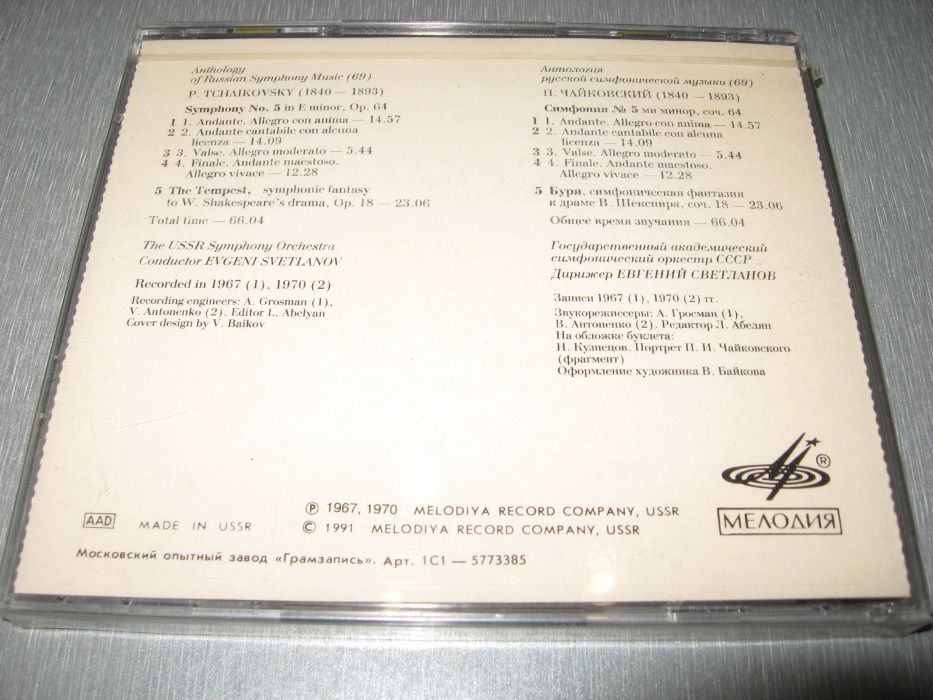 Anthology
of Russian Symphony Music (69)
P. TCHAIKOVSKY (1840 — 1893)
Symphony No. 5 in E minor, Op. 64
1 1. Andante. Allegro con anima — 14.57
2 2. Andante cantabile con alcuna
licenza — 14.09
3 3. Valse. Allegro moderato — 5.44
4 4. Finale. Andante maestoso.
Allegro vivace — 12.28
5 The Tempest, symphonic fantasy
to W. Shakespeare's drama, Op. 18 — 23.06
Total time — 66.04
The USSR Symphony Orchestra
Conductor EVGENI SVETLANOV
Recorded in 1967 (1), 1970 (2)
Recording engineers: A. Grosman (1),
V. Antonenko (2). Editor L. Abelyan
Cover design by V. Baikov
Антология
русской симфонической музыки (69)
П. ЧАЙКОВСКИЙ (1840 — 1893)
Симфония № 5 ми минор, соч. 64
1 1. Andante. Allegro con anima — 14.57
2 2. Andante cantabile con alcuna
licenza — 14.09
3 3. Valse. Allegro moderato — 5.44
4 4. Finale. Andante maestoso.
Allegro vivace — 12.28
5 Буря, симфоническая фантазия
к драме В. Шекспира, соч. 18 — 23.06
Общее время звучания — 66.04
Государственный академический
симфонический оркестр СССР
Дирижер ЕВГЕНИЙ СВЕТЛАНОВ
Записи 1967 (1), 1970 (2) гг.
Звукорежиссеры: А. Гросман (1),
В. Антоненко (2). Редактор Л. Абелян
На обложке буклета:
И. Кузнецов. Портрет П. И. Чайковского
(фрагмент)
Оформление художника В. Байкова
®
МЕЛОДИЯ
AAD
MADE IN USSR
℗ 1967, 1970 MELODIYA RECORD COMPANY, USSR
© 1991 MELODIYA RECORD COMPANY, USSR
Московский опытный завод «Грамзапись». Арт. 1С1 — 5773385